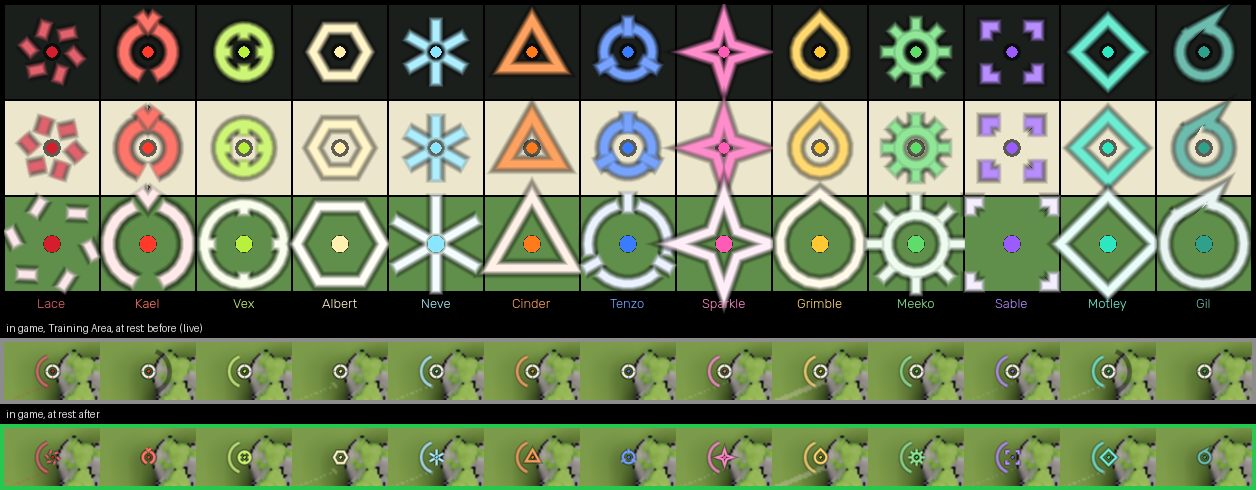 Lace Kael Vex Albert Neve Cinder Tenzo Sparkle Grimble Meeko Sable Motley Gil
in game, Training Area, at rest before (live)
in game, at rest after